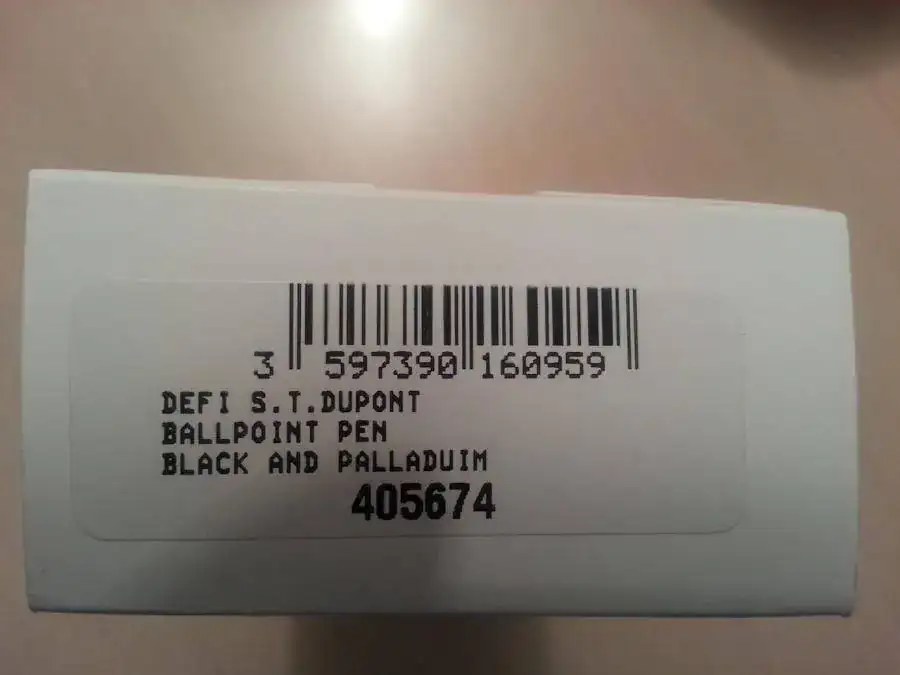 3 597390 160959
DEFI S.T.DUPONT
BALLPOINT PEN
BLACK AND PALLADUIM
405674